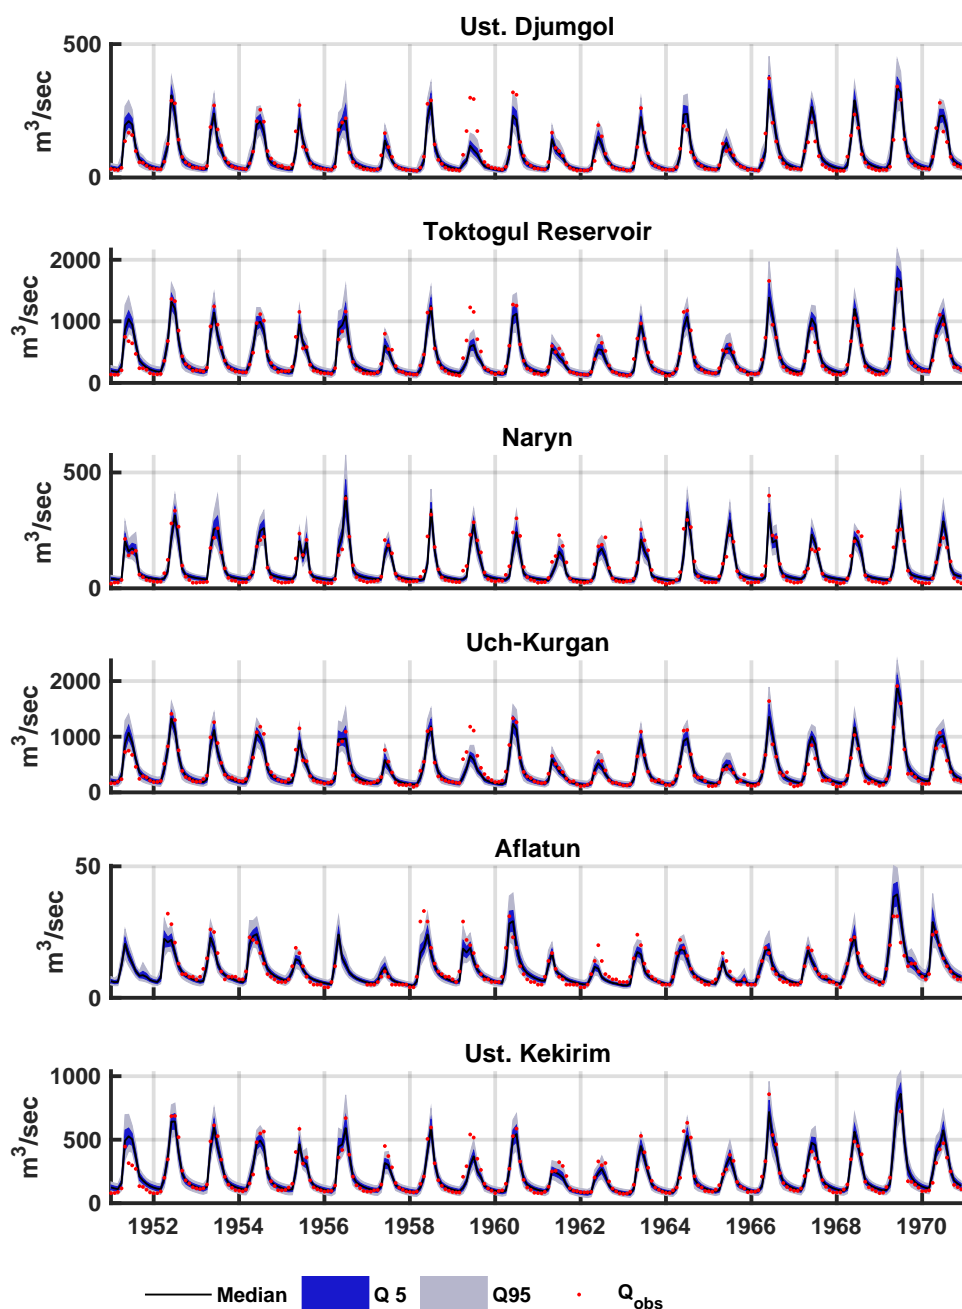 Ust. Djumgol
500
0
m³/sec
Toktogul Reservoir
2000
1000
0
m³/sec
Naryn
500
0
m³/sec
Uch-Kurgan
2000
1000
0
m³/sec
Aflatun
50
0
m³/sec
Ust. Kekirim
1000
500
0
m³/sec
1952 1954 1956 1958 1960 1962 1964 1966 1968 1970
Median Q 5 Q95 Q_obs